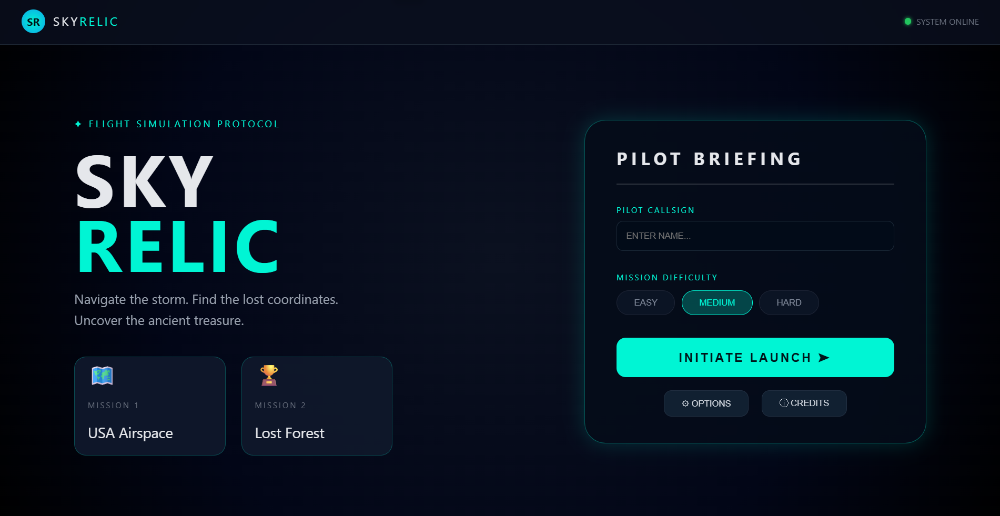 SR SKYRELIC
SYSTEM ONLINE
✦ FLIGHT SIMULATION PROTOCOL
SKY
RELIC
Navigate the storm. Find the lost coordinates.
Uncover the ancient treasure.
MISSION 1
USA Airspace
MISSION 2
Lost Forest
PILOT BRIEFING
PILOT CALLSIGN
ENTER NAME...
MISSION DIFFICULTY
EASY MEDIUM HARD
INITIATE LAUNCH ➤
⚙ OPTIONS ⓘ CREDITS